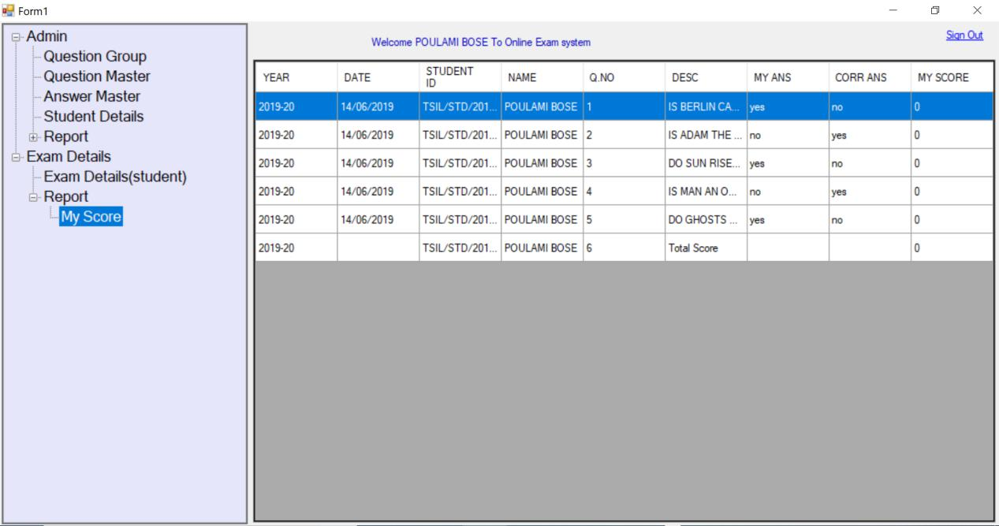 Form1
Admin
Question Group
Question Master
Answer Master
Student Details
Report
Exam Details
Exam Details(student)
Report
My Score
Welcome POULAMI BOSE To Online Exam system
Sign Out
YEAR DATE STUDENT ID NAME Q.NO DESC MY ANS CORR ANS MY SCORE
2019-20 14/06/2019 TSIL/STD/201... POULAMI BOSE 1 IS BERLIN CA... yes no 0
2019-20 14/06/2019 TSIL/STD/201... POULAMI BOSE 2 IS ADAM THE ... no yes 0
2019-20 14/06/2019 TSIL/STD/201... POULAMI BOSE 3 DO SUN RISE... yes no 0
2019-20 14/06/2019 TSIL/STD/201... POULAMI BOSE 4 IS MAN AN O... no yes 0
2019-20 14/06/2019 TSIL/STD/201... POULAMI BOSE 5 DO GHOSTS ... yes no 0
2019-20 TSIL/STD/201... POULAMI BOSE 6 Total Score 0